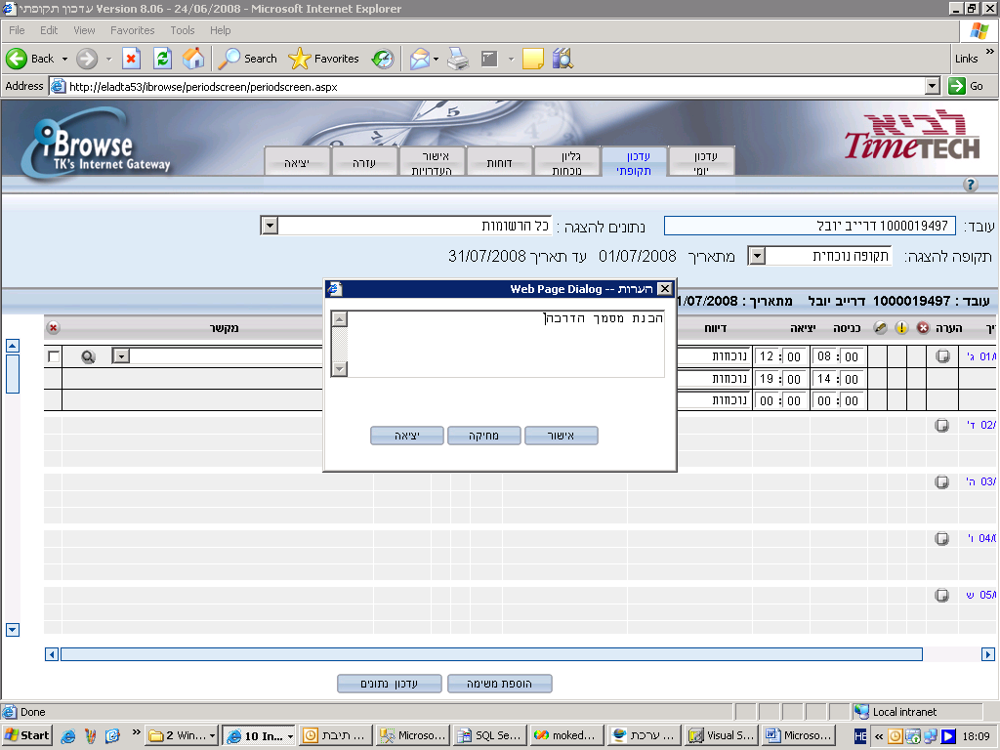 עדכון תקופתי Version 8.06 - 24/06/2008 - Microsoft Internet Explorer
File Edit View Favorites Tools Help
Back Search Favorites Links »
Address http://eladta53/ibrowse/periodscreen/periodscreen.aspx Go
iBrowse
TK's Internet Gateway
עדכון יומי
עדכון תקופתי
גליון נוכחות
דוחות
אישור העדרויות
עזרה
יציאה
לביא
TimeTECH
עובד: 1000019497 דרייב יובל נתונים להצגה : כל הרשומות
תקופה להצגה: תקופה נוכחית מתאריך 01/07/2008 עד תאריך 31/07/2008
עובד : 1000019497 דרייב יובל מתאריך : 1/07/2008
הערות -- Web Page Dialog
הכנת מסמך הדרכה
אישור מחיקה יציאה
יך הערה כניסה יציאה דיווח מקשר
01/ ג' 08 : 00 12 : 00 נוכחות
14 : 00 19 : 00 נוכחות
00 : 00 00 : 00 נוכחות
02/ ד'
03/ ה'
04/ ו'
05/ ש
הוספת משימה עדכון נתונים
Done Local intranet
Start » 2 Win... 10 In... תיבת ... Microso... SQL Se... moked... ערכת ... Visual S... Microso... HE « 18:09